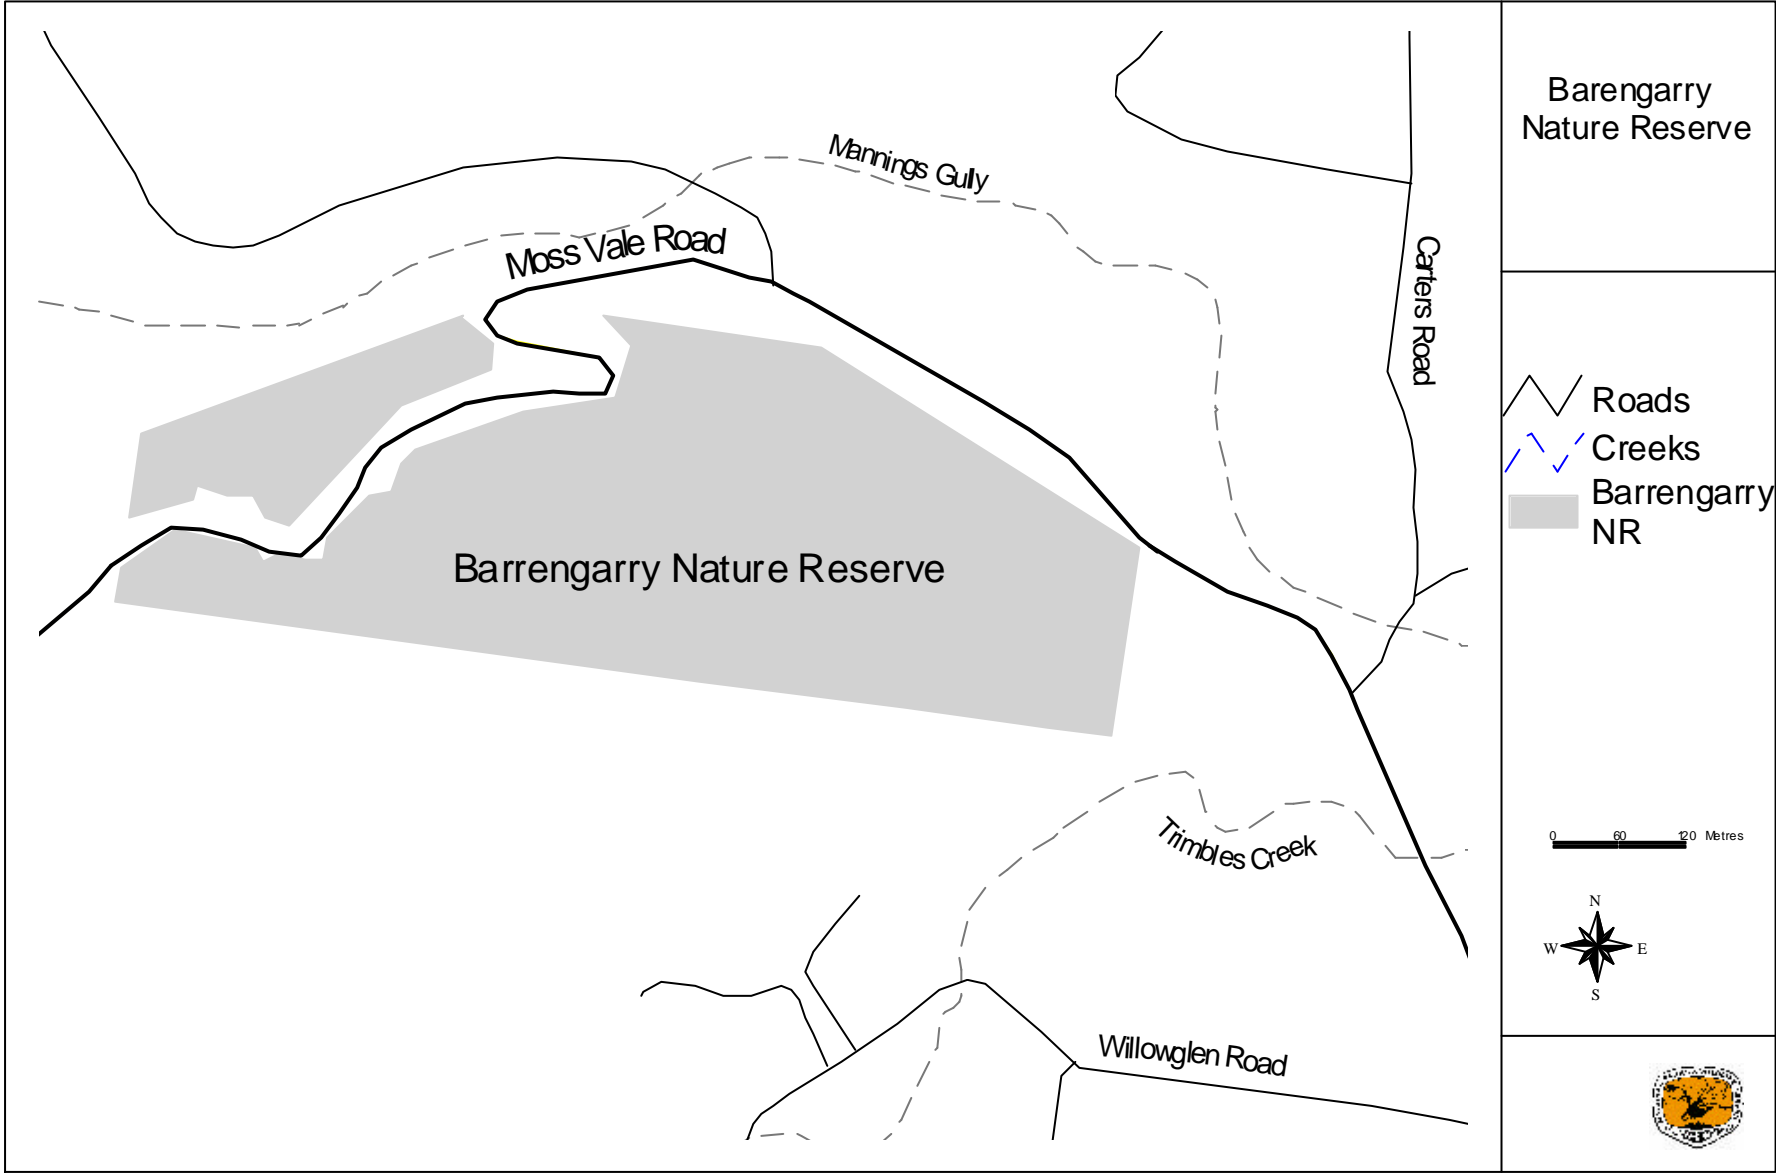 Barengarry
Nature Reserve
Mannings Gully
Moss Vale Road
Carters Road
Roads
Creeks
Barrengarry
NR
Barrengarry Nature Reserve
Trimbles Creek
0 60 120 Metres
N
W E
S
Willowglen Road